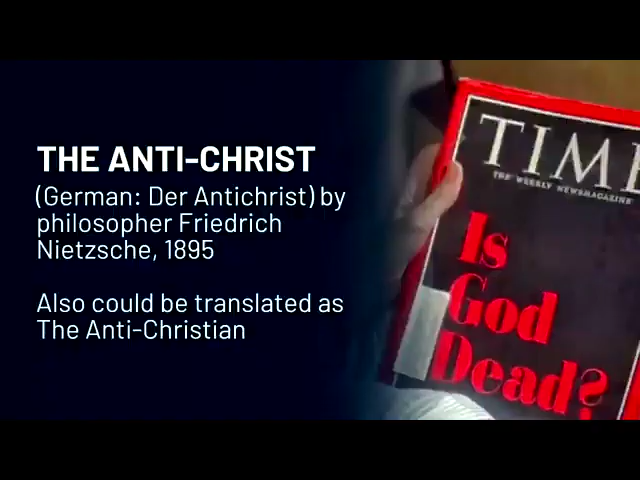 THE ANTI-CHRIST
(German: Der Antichrist) by
philosopher Friedrich
Nietzsche, 1895
Also could be translated as
The Anti-Christian
TIME
THE WEEKLY NEWSMAGAZINE
Is
God
Dead?